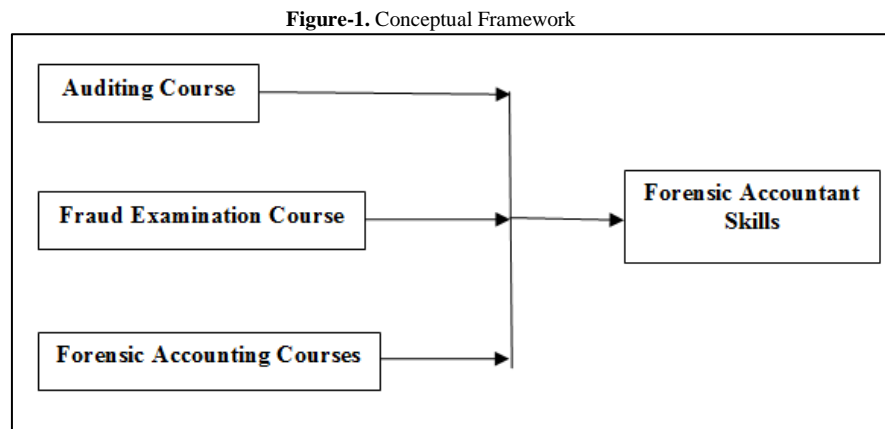 Figure-1. Conceptual Framework
Auditing Course
Fraud Examination Course
Forensic Accountant
Skills
Forensic Accounting Courses